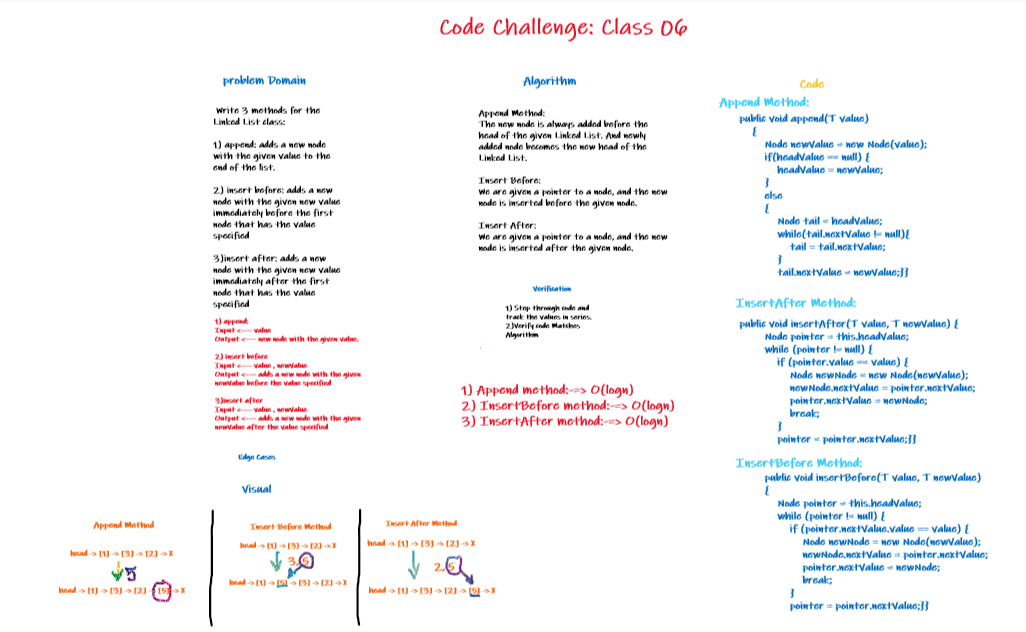 Code Challenge: Class 06
problem Domain
Write 3 methods for the
Linked List class:
1) append: adds a new node
with the given value to the
end of the list.
2) insert before: adds a new
node with the given new value
immediately before the first
node that has the value
specified
3)insert after: adds a new
node with the given new value
immediately after the first
node that has the value
specified
1) append:
Input <---- value
Output <---- new node with the given value.
2) insert before
Input <---- value , newValue
Output <---- adds a new node with the given
newValue before the value specified
3)insert after
Input <---- value , newValue
Output <---- adds a new node with the given
newValue after the value specified
Edge Cases
Algorithm
Append Method:
The new node is always added before the
head of the given Linked List. And newly
added node becomes the new head of the
Linked List.
Insert Before:
We are given a pointer to a node, and the new
node is inserted before the given node.
Insert After:
We are given a pointer to a node, and the new
node is inserted after the given node.
Verification
1) Step through code and
track the values in series.
2)Verify code Matches
Algorithm
1) Append method:--=> O(logn)
2) InsertBefore method:--=> O(logn)
3) InsertAfter method:--=> O(logn)
Code
Append Method:
public void append(T value)
{
Node newValue = new Node(value);
if(headValue == null) {
headValue = newValue;
}
else
{
Node tail = headValue;
while(tail.nextValue != null){
tail = tail.nextValue;
}
tail.nextValue = newValue;}}
InsertAfter Method:
public void insertAfter(T value, T newValue) {
Node pointer = this.headValue;
while (pointer != null) {
if (pointer.value == value) {
Node newNode = new Node(newValue);
newNode.nextValue = pointer.nextValue;
pointer.nextValue = newNode;
break;
}
pointer = pointer.nextValue;}}
InsertBefore Method:
public void insertBefore(T value, T newValue)
{
Node pointer = this.headValue;
while (pointer != null) {
if (pointer.nextValue.value == value) {
Node newNode = new Node(newValue);
newNode.nextValue = pointer.nextValue;
pointer.nextValue = newNode;
break;
}
pointer = pointer.nextValue;}}
Visual
Append Method
head -> [1] -> [3] -> [2] -> X
5
head -> [1] -> [3] -> [2] -> [5] -> X
Insert Before Method
head -> [1] -> [3] -> [2] -> X
3,5
head -> [1] -> [5] -> [3] -> [2] -> X
Insert After Method
head -> [1] -> [3] -> [2] -> X
2,5
head -> [1] -> [3] -> [2] -> [5] -> X